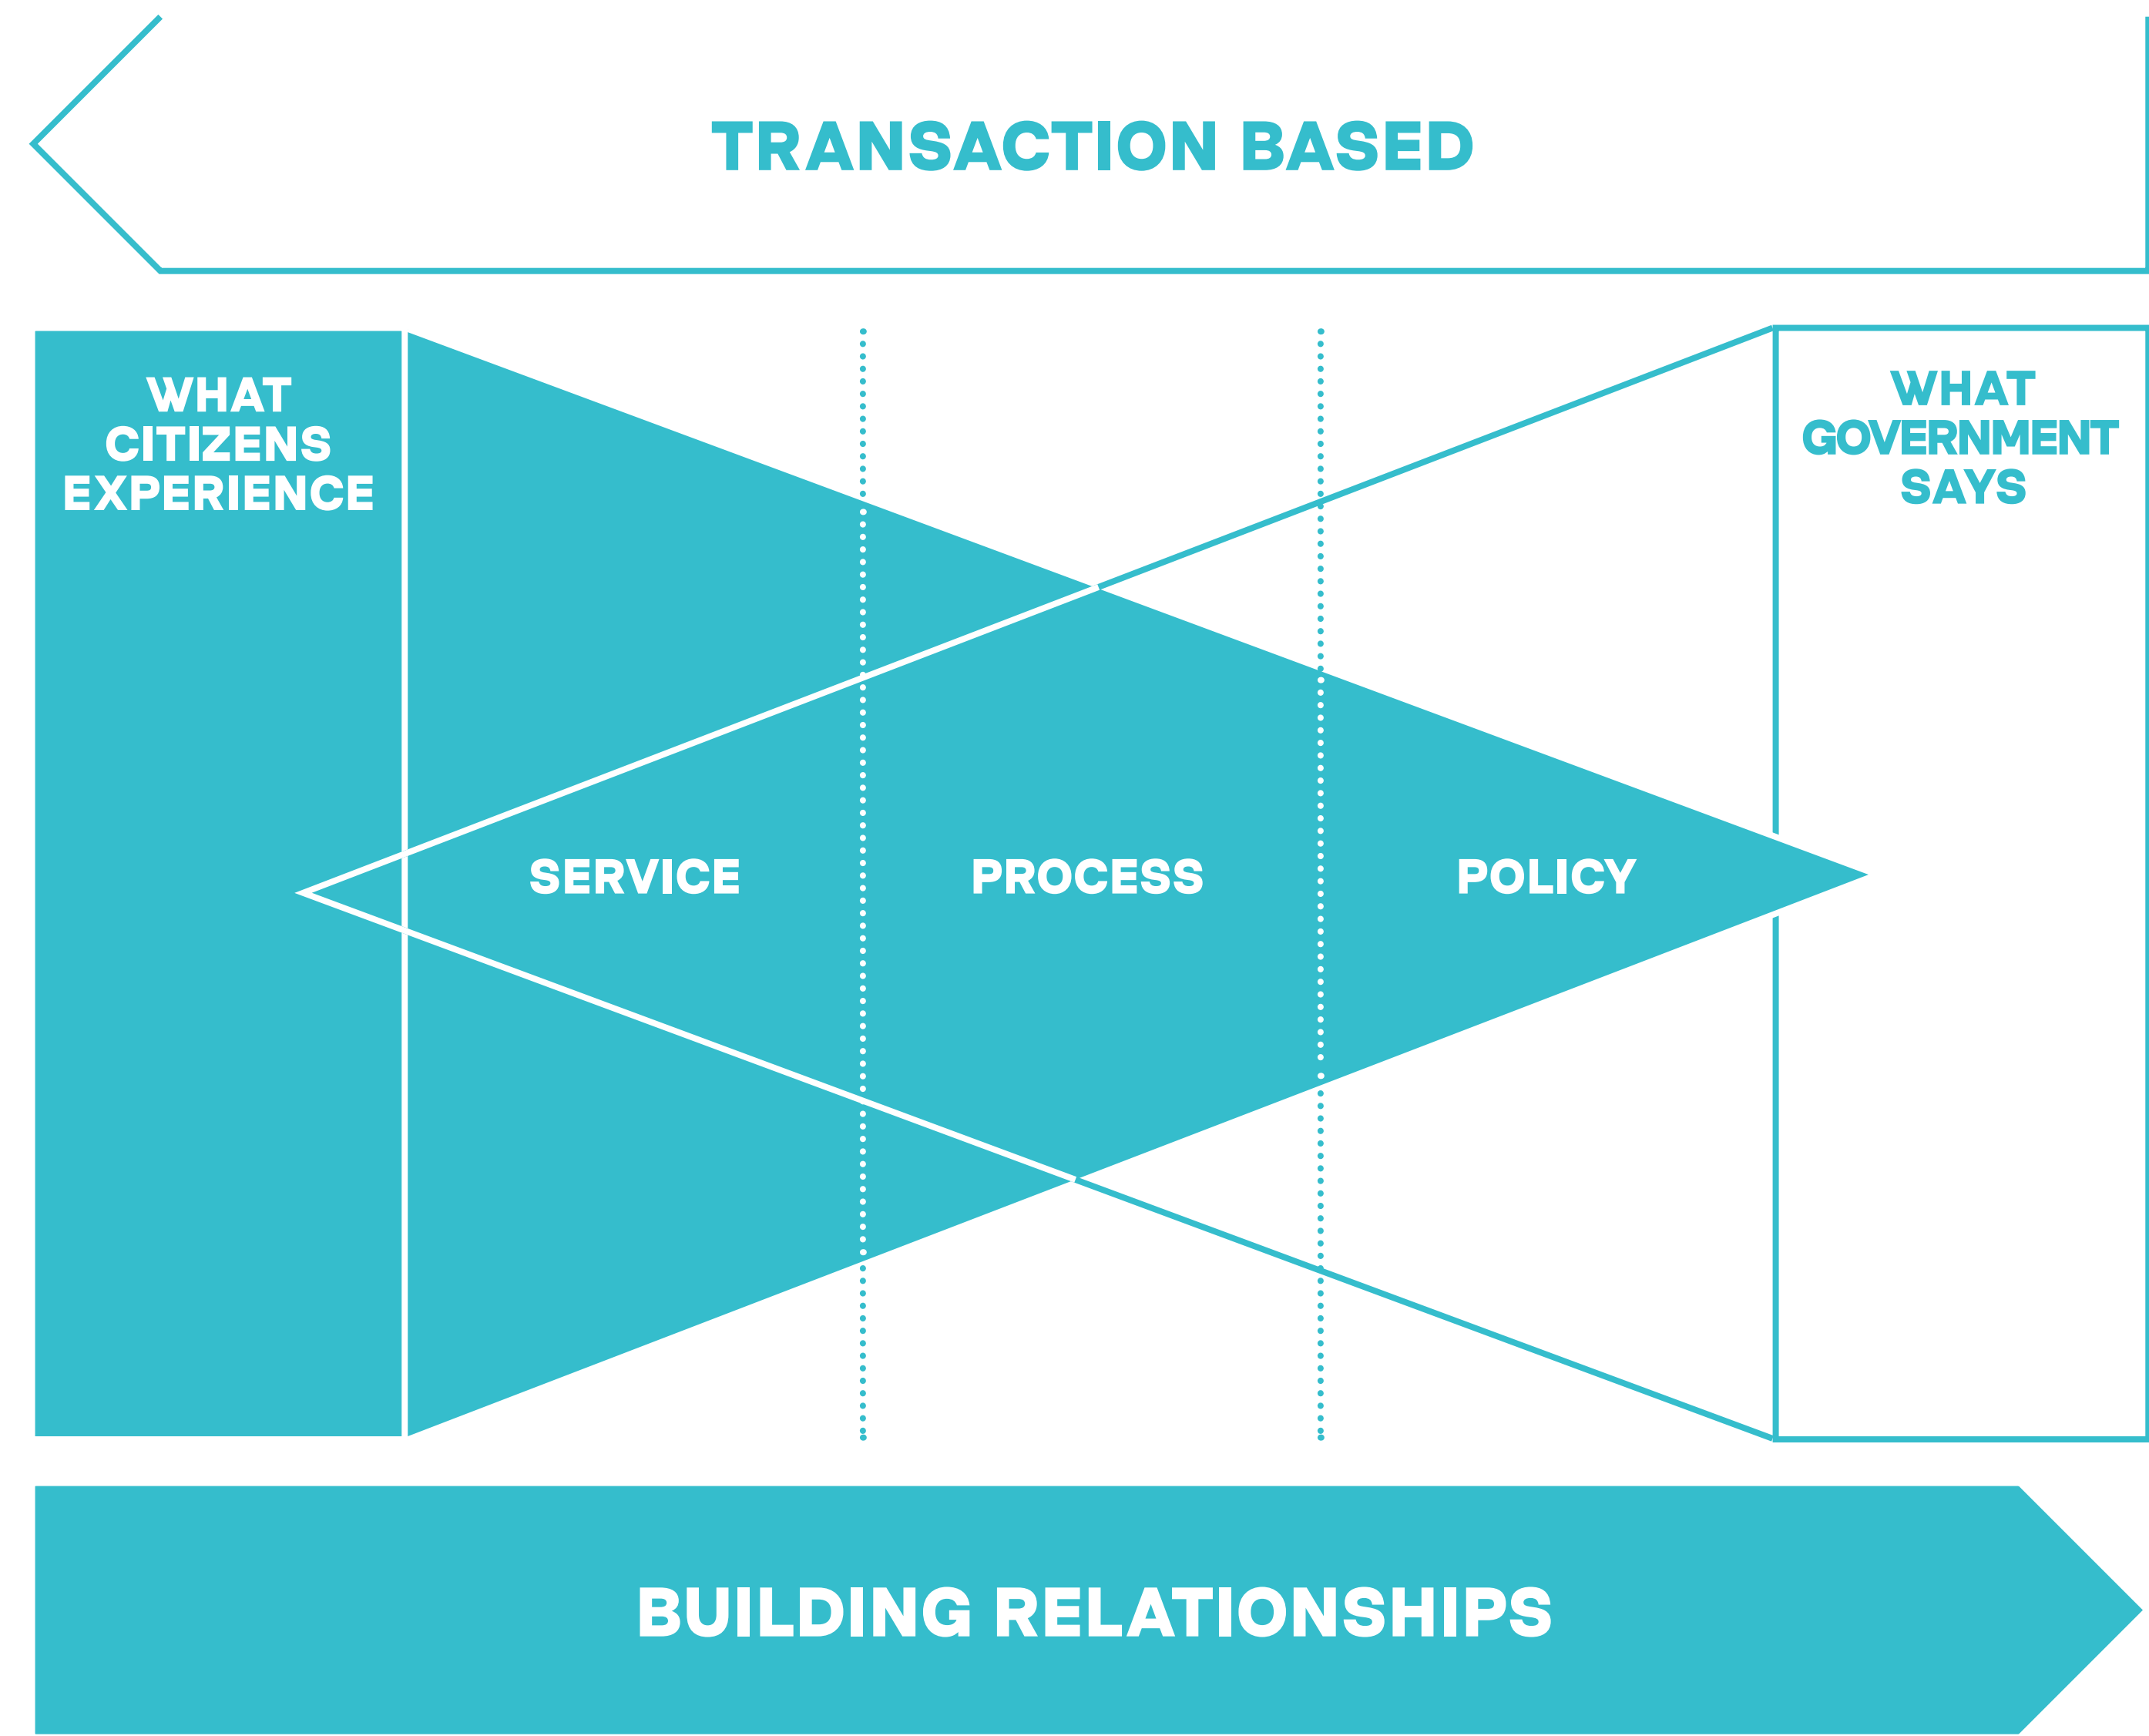 TRANSACTION BASED
WHAT
CITIZENS
EXPERIENCE
WHAT
GOVERNMENT
SAYS
SERVICE
PROCESS
POLICY
BUILDING RELATIONSHIPS